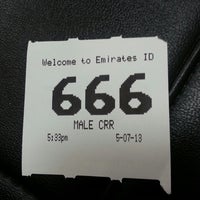 Welcome to Emirates ID
666
MALE CRR
5:33pm 5-07-13